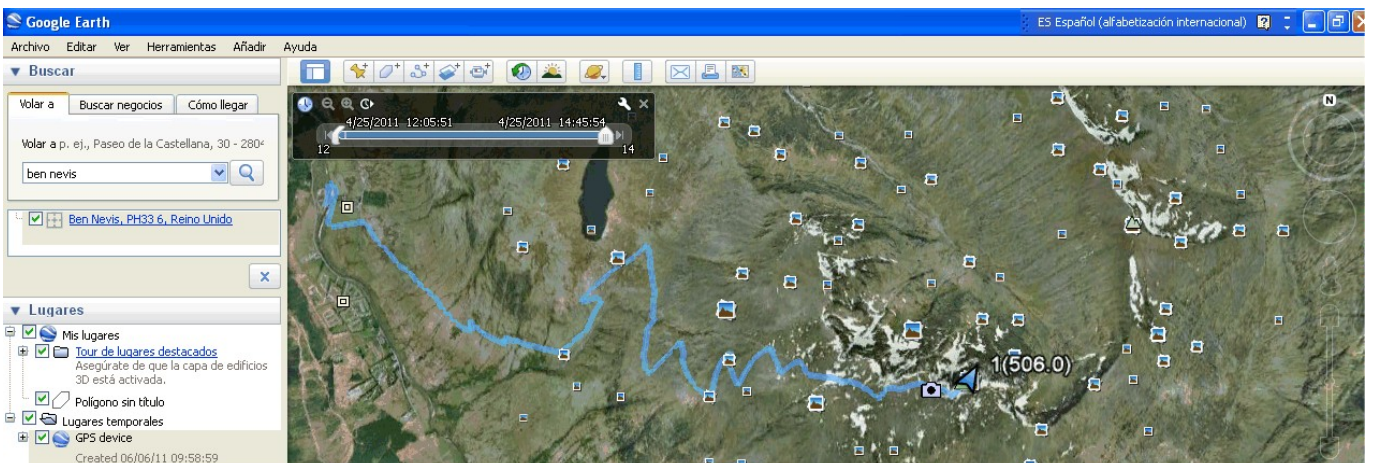 Google Earth
ES Español (alfabetización internacional)
Archivo Editar Ver Herramientas Añadir Ayuda
Buscar
Volar a Buscar negocios Cómo llegar
Volar a p. ej., Paseo de la Castellana, 30 - 2804
ben nevis
Ben Nevis, PH33 6, Reino Unido
Lugares
Mis lugares
Tour de lugares destacados
Asegúrate de que la capa de edificios
3D está activada.
Polígono sin título
Lugares temporales
GPS device
Created 06/06/11 09:58:59
4/25/2011 12:05:51 4/25/2011 14:45:54
12 14
N
1(506.0)